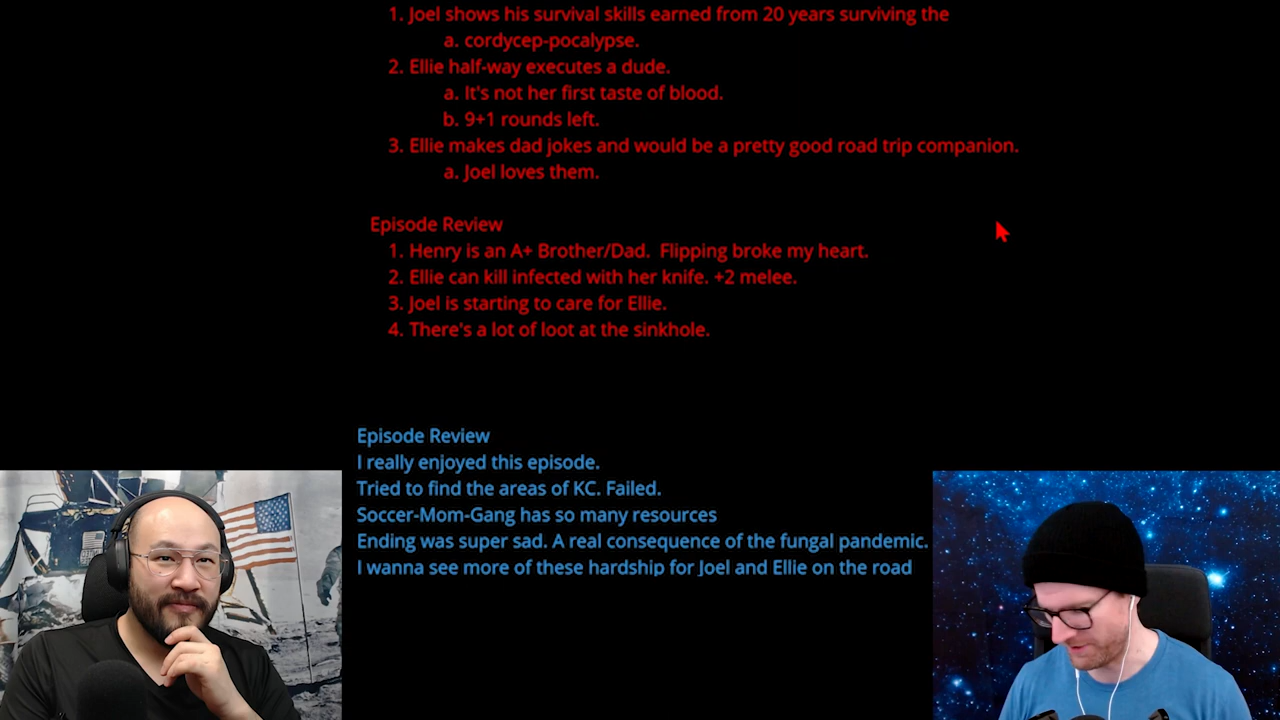 1. Joel shows his survival skills earned from 20 years surviving the
a. cordycep-pocalypse.
2. Ellie half-way executes a dude.
a. It's not her first taste of blood.
b. 9+1 rounds left.
3. Ellie makes dad jokes and would be a pretty good road trip companion.
a. Joel loves them.
Episode Review
1. Henry is an A+ Brother/Dad.  Flipping broke my heart.
2. Ellie can kill infected with her knife. +2 melee.
3. Joel is starting to care for Ellie.
4. There's a lot of loot at the sinkhole.
Episode Review
I really enjoyed this episode.
Tried to find the areas of KC. Failed.
Soccer-Mom-Gang has so many resources
Ending was super sad. A real consequence of the fungal pandemic.
I wanna see more of these hardship for Joel and Ellie on the road